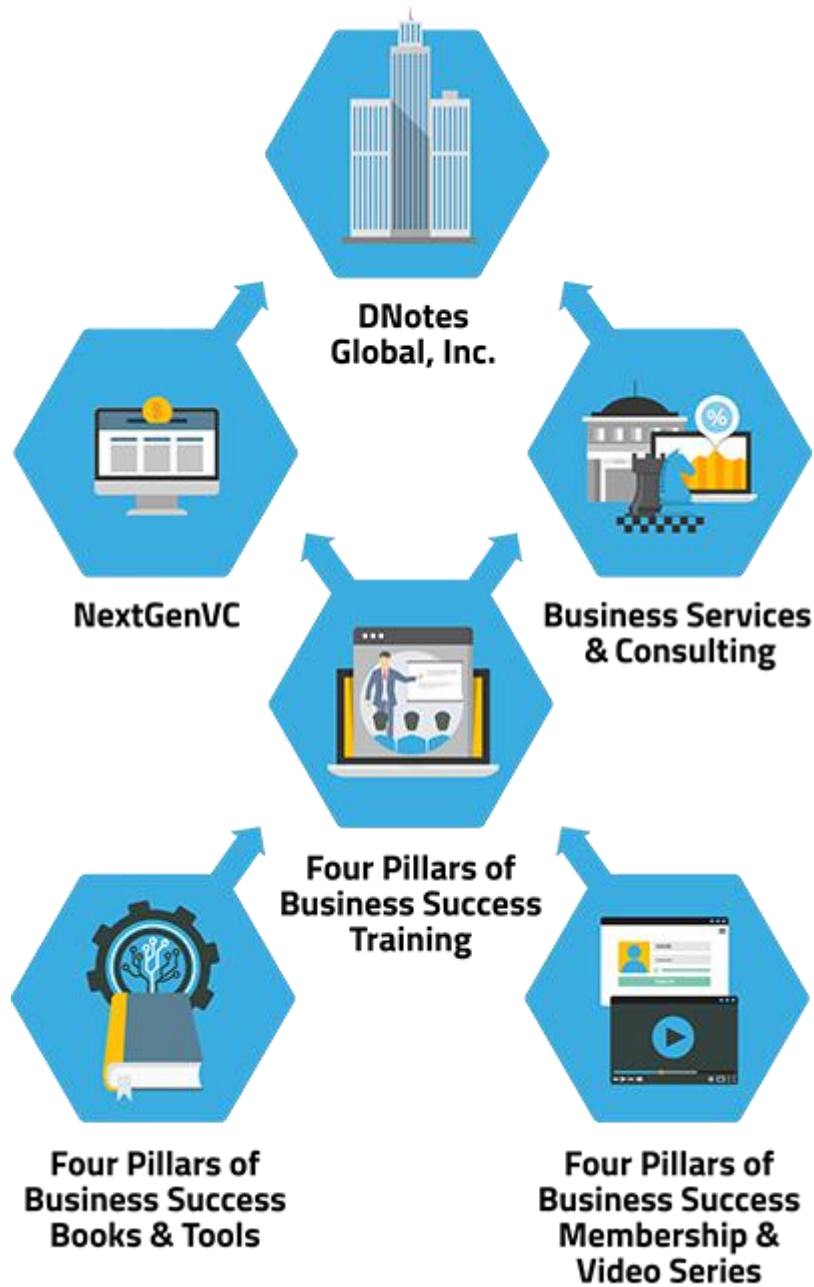 DNotes
Global, Inc.
NextGenVC
Business Services
& Consulting
$
%
Four Pillars of
Business Success
Training
Four Pillars of
Business Success
Books & Tools
Four Pillars of
Business Success
Membership &
Video Series